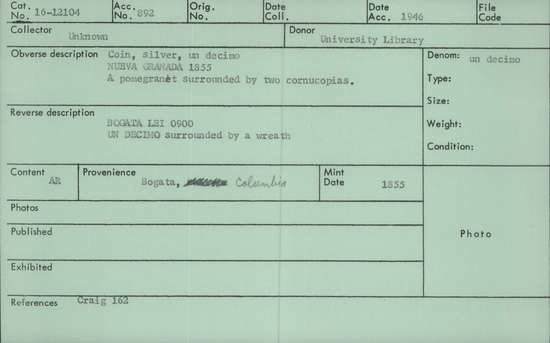 Cat. No. 16-12104 Acc. No. 892 Orig. No. Date Coll. Date Acc. 1946 File Code
Collector Unknown Donor University Library
Obverse description Coin, silver, un decimo Denom: un decimo
NUEVA GRANADA 1855
A pomegranet surrounded by two cornucopias. Type:
Size:
Reverse description
BOGATA LEI 0900 Weight:
UN DECIMO surrounded by a wreath
Condition:
Content AR Provenience Bogata, Columbia Mint Date 1855
Photos
Published Photo
Exhibited
References Craig 162